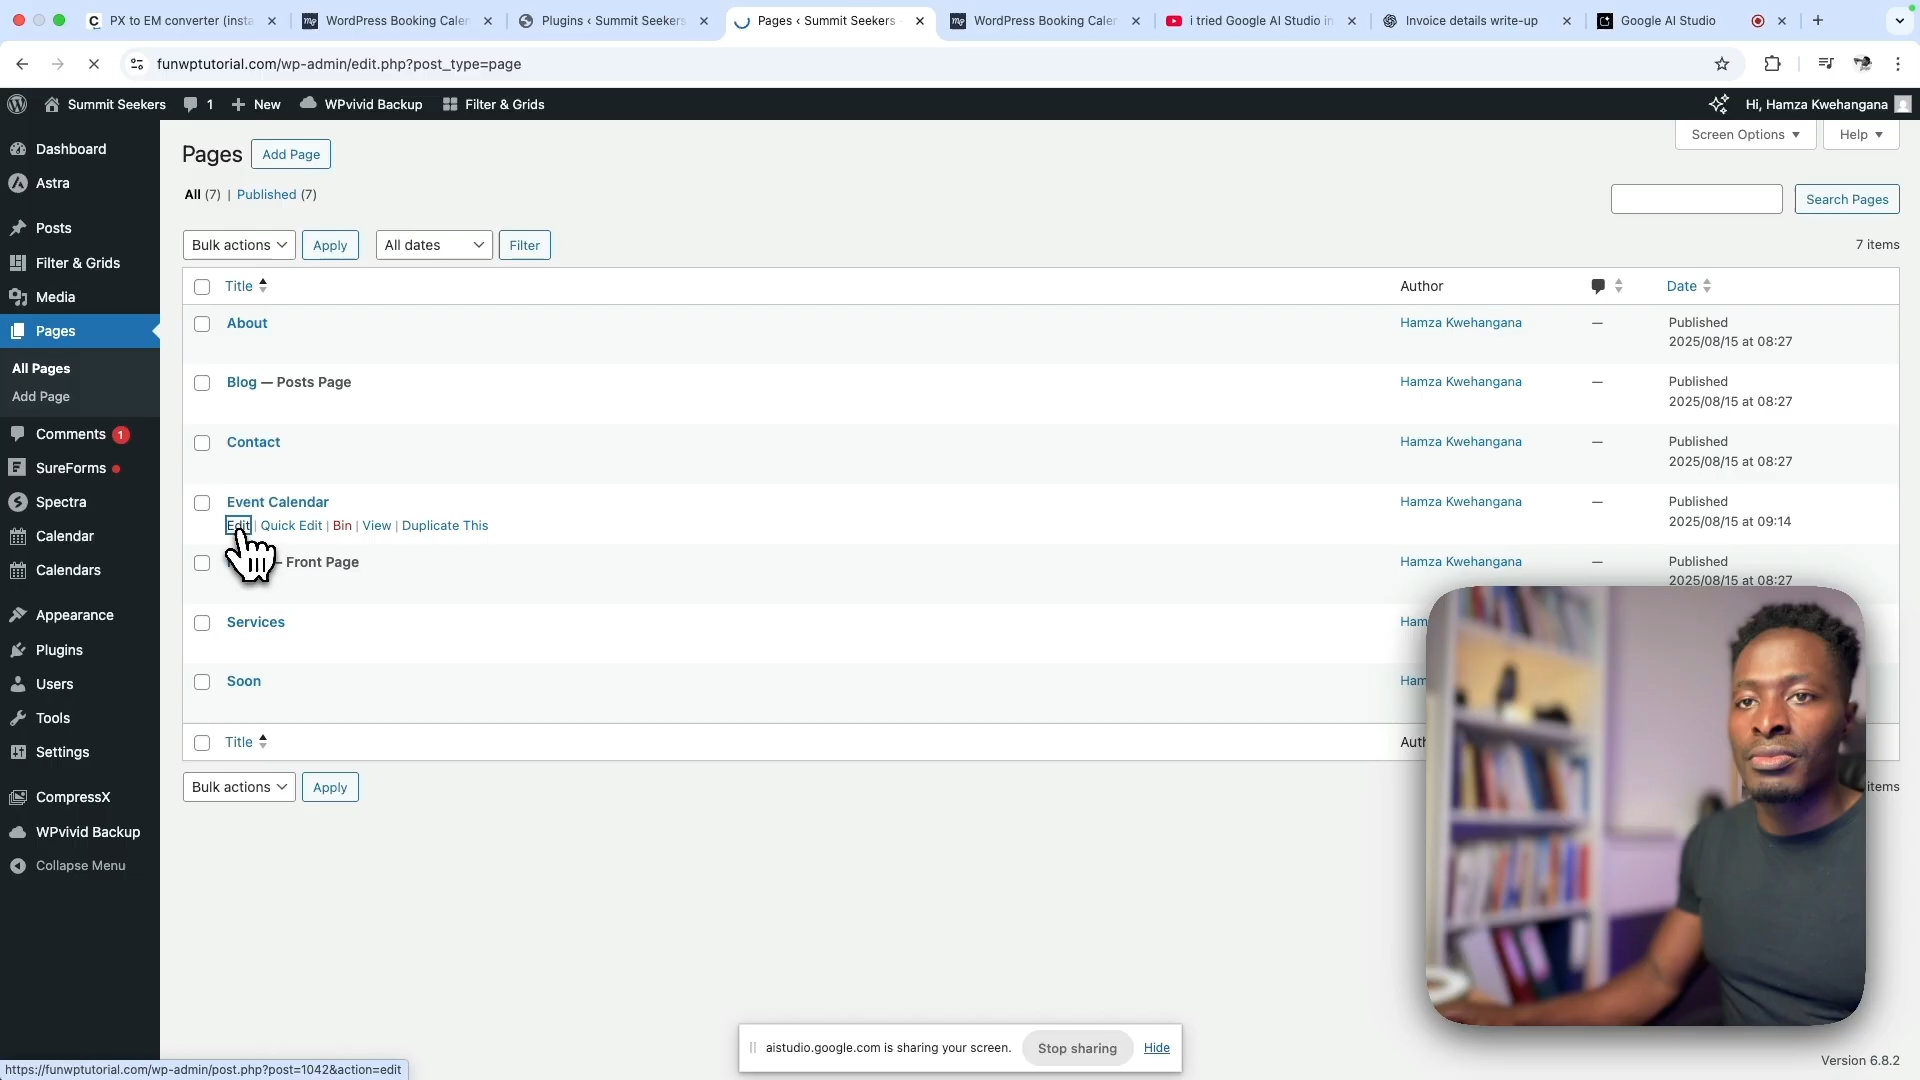 PX to EM converter (insta
WordPress Booking Caler
Plugins ‹ Summit Seekers
Pages ‹ Summit Seekers
WordPress Booking Caler
i tried Google AI Studio in
Invoice details write-up
Google AI Studio
funwptutorial.com/wp-admin/edit.php?post_type=page
Summit Seekers
1
New
WPvivid Backup
Filter & Grids
Hi, Hamza Kwehangana
Dashboard
Astra
Posts
Filter & Grids
Media
Pages
All Pages
Add Page
Comments 1
SureForms
Spectra
Calendar
Calendars
Appearance
Plugins
Users
Tools
Settings
CompressX
WPvivid Backup
Collapse Menu
Screen Options
Help
Pages
Add Page
All (7) | Published (7)
Search Pages
Bulk actions
Apply
All dates
Filter
7 items
Title Author Date
About Hamza Kwehangana — Published
2025/08/15 at 08:27
Blog — Posts Page Hamza Kwehangana — Published
2025/08/15 at 08:27
Contact Hamza Kwehangana — Published
2025/08/15 at 08:27
Event Calendar Hamza Kwehangana — Published
Edit | Quick Edit | Bin | View | Duplicate This 2025/08/15 at 09:14
– Front Page Hamza Kwehangana — Published
2025/08/15 at 08:27
Services Ham
Soon Ham
Title Auth
Bulk actions
Apply
items
aistudio.google.com is sharing your screen.
Stop sharing
Hide
Version 6.8.2
https://funwptutorial.com/wp-admin/post.php?post=1042&action=edit